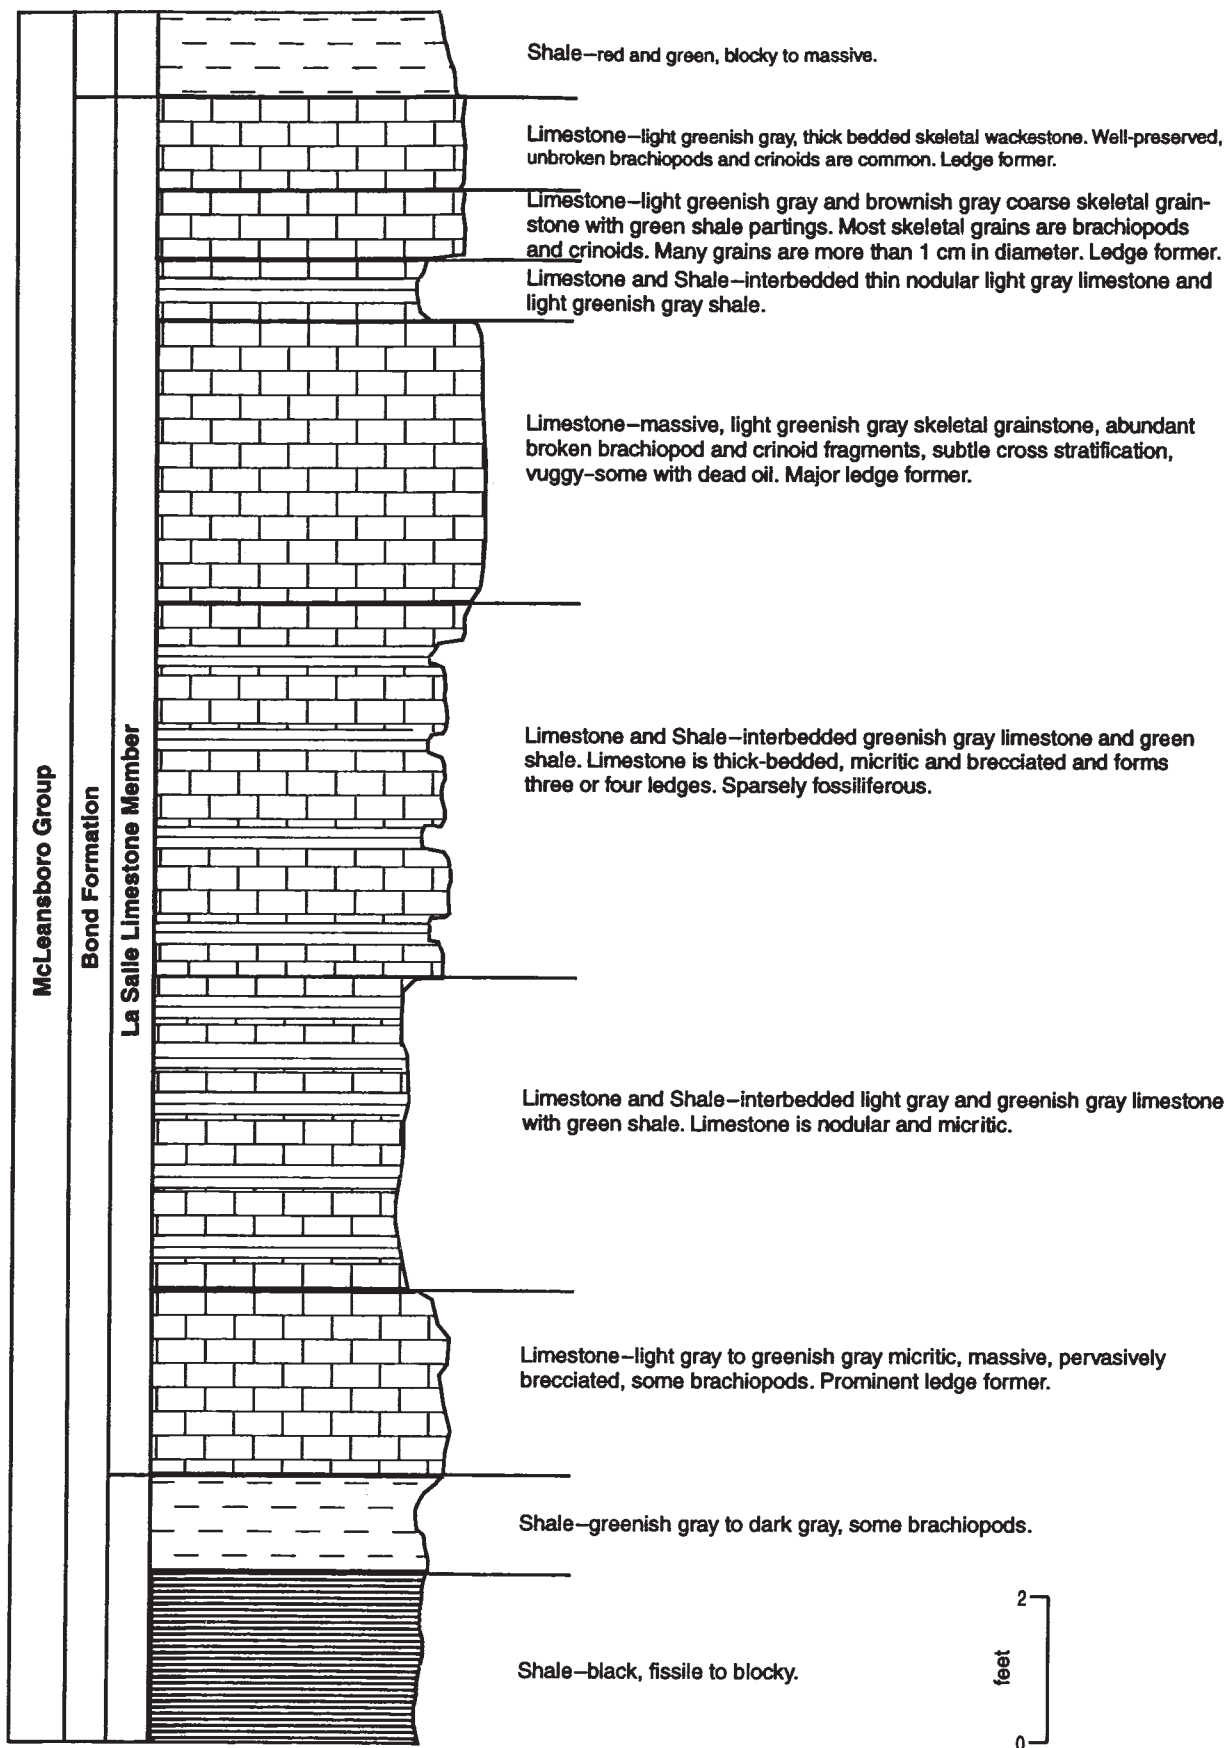 Shale–red and green, blocky to massive.
Limestone–light greenish gray, thick bedded skeletal wackestone. Well-preserved,
unbroken brachiopods and crinoids are common. Ledge former.
Limestone–light greenish gray and brownish gray coarse skeletal grain-
stone with green shale partings. Most skeletal grains are brachiopods
and crinoids. Many grains are more than 1 cm in diameter. Ledge former.
Limestone and Shale–interbedded thin nodular light gray limestone and
light greenish gray shale.
Limestone–massive, light greenish gray skeletal grainstone, abundant
broken brachiopod and crinoid fragments, subtle cross stratification,
vuggy–some with dead oil. Major ledge former.
McLeansboro Group
Bond Formation
La Salle Limestone Member
Limestone and Shale–interbedded greenish gray limestone and green
shale. Limestone is thick-bedded, micritic and brecciated and forms
three or four ledges. Sparsely fossiliferous.
Limestone and Shale–interbedded light gray and greenish gray limestone
with green shale. Limestone is nodular and micritic.
Limestone–light gray to greenish gray micritic, massive, pervasively
brecciated, some brachiopods. Prominent ledge former.
Shale–greenish gray to dark gray, some brachiopods.
Shale–black, fissile to blocky.
2
feet
0